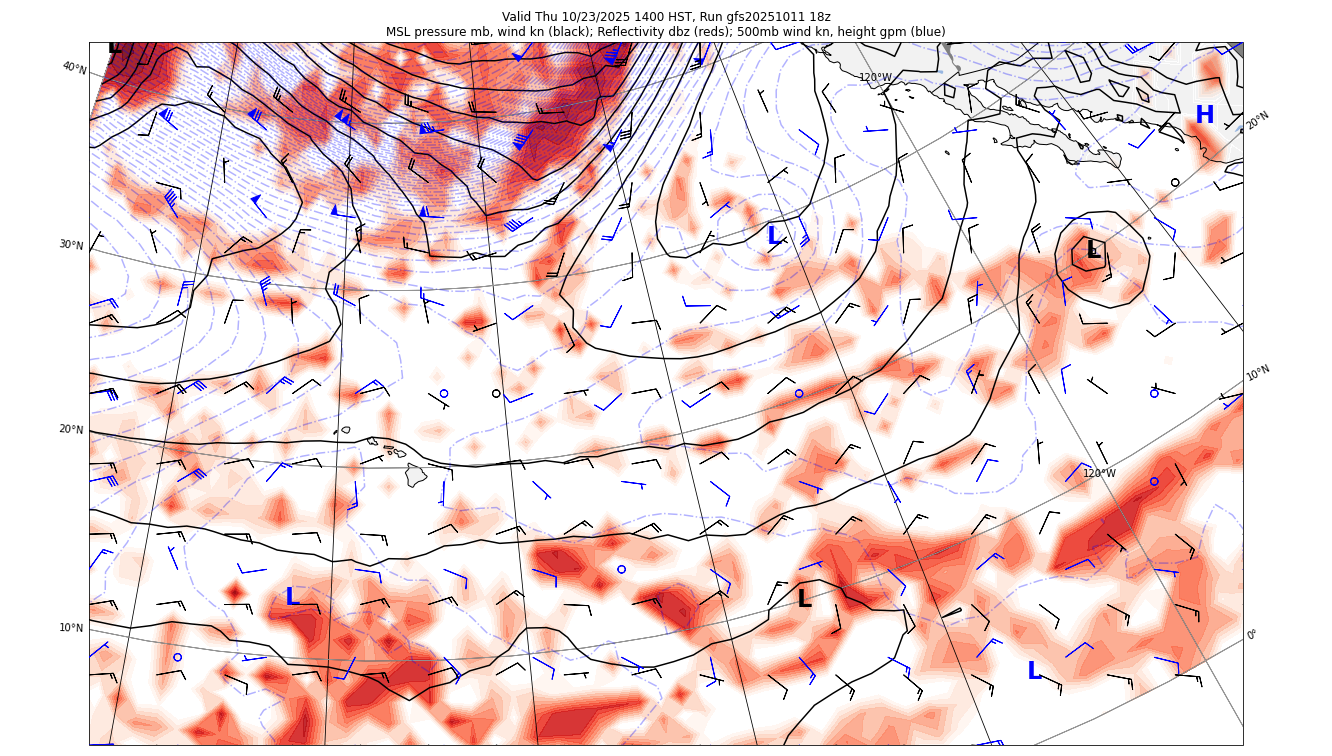 Valid Thu 10/23/2025 1400 HST, Run gfs20251011 18z
MSL pressure mb, wind kn (black); Reflectivity dbz (reds); 500mb wind kn, height gpm (blue)
L
40°N
120°W
H
20°N
30°N
L
L
10°N
20°N
120°W
L
L
10°N
0°
L